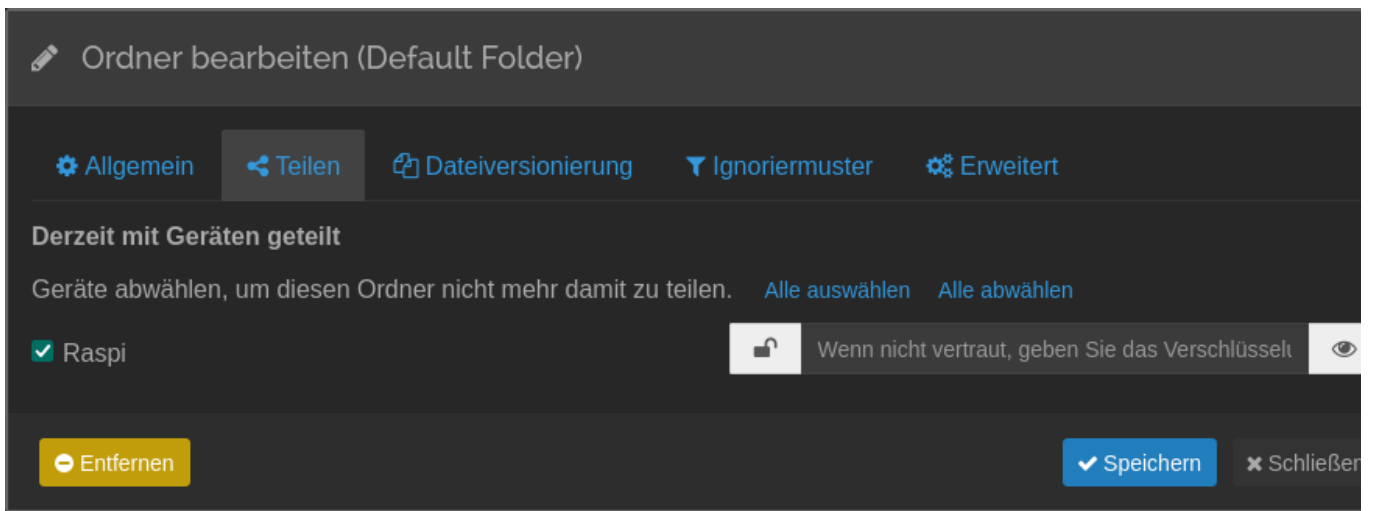 Ordner bearbeiten (Default Folder)
Allgemein Teilen Dateiversionierung Ignoriermuster Erweitert
Derzeit mit Geräten geteilt
Geräte abwählen, um diesen Ordner nicht mehr damit zu teilen. Alle auswählen Alle abwählen
Raspi Wenn nicht vertraut, geben Sie das Verschlüssel
Entfernen Speichern Schließen